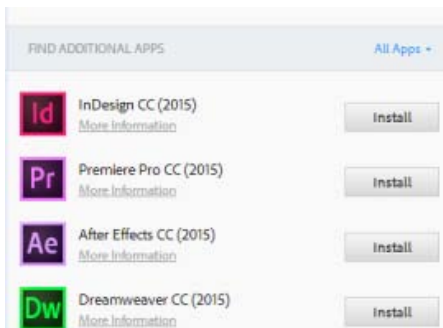 FIND ADDITIONAL APPS All Apps
Id InDesign CC (2015)
More Information
Install
Pr Premiere Pro CC (2015)
More Information
Install
Ae After Effects CC (2015)
More Information
Install
Dw Dreamweaver CC (2015)
More Information
Install